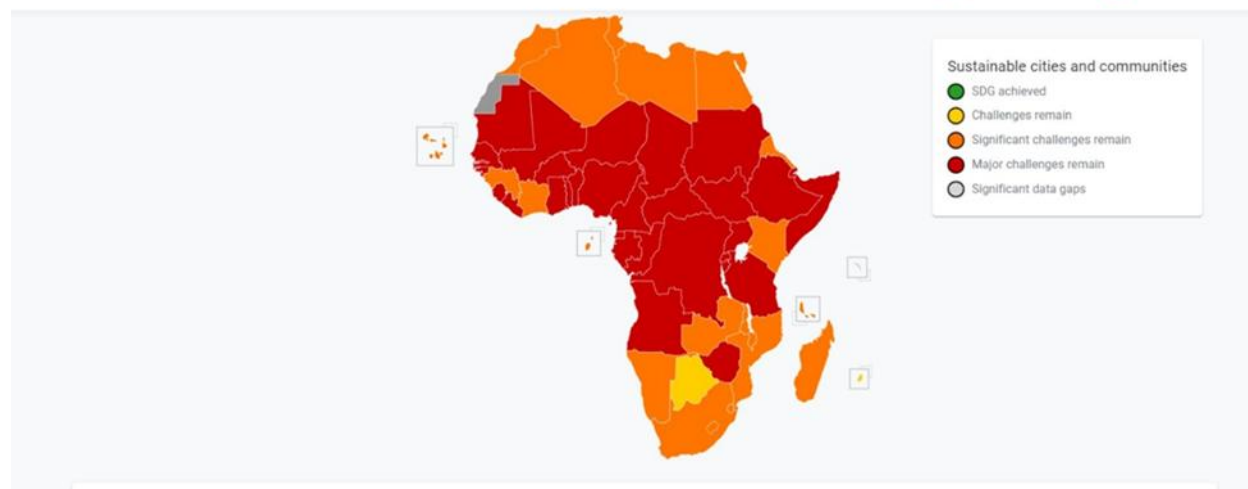 Sustainable cities and communities
SDG achieved
Challenges remain
Significant challenges remain
Major challenges remain
Significant data gaps